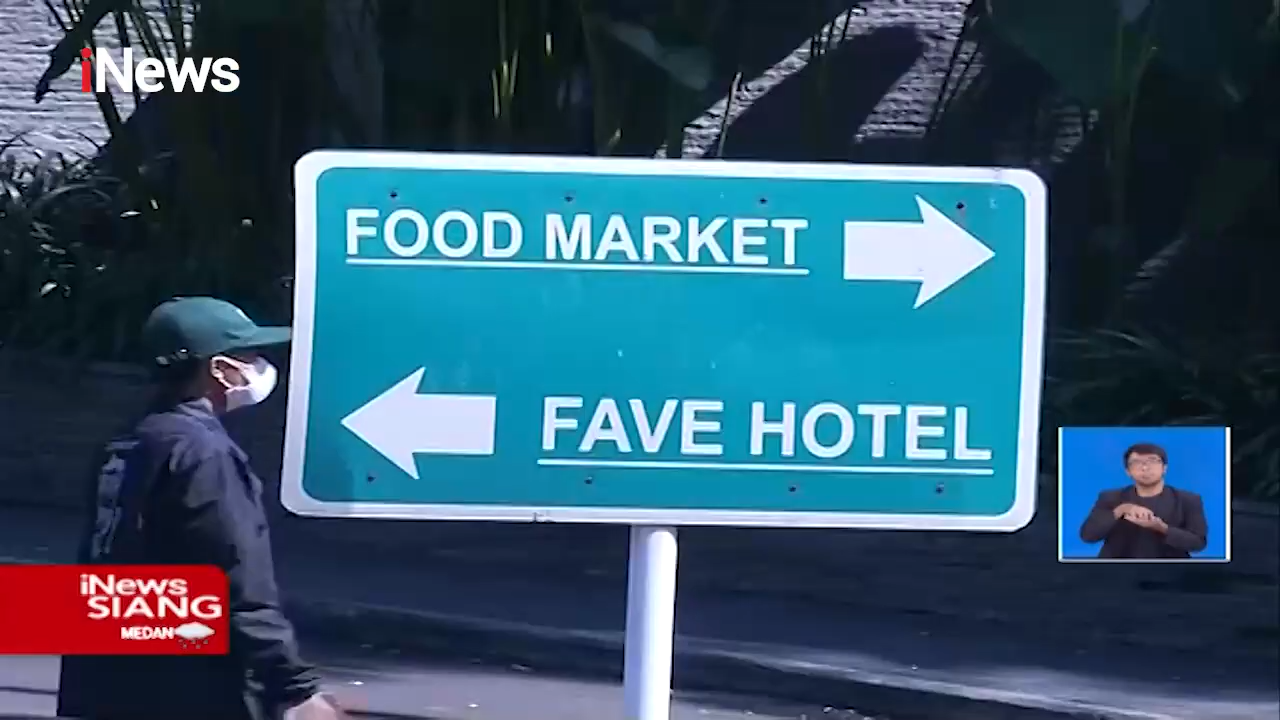 iNews
FOOD MARKET
FAVE HOTEL
iNews
SIANG
MEDAN